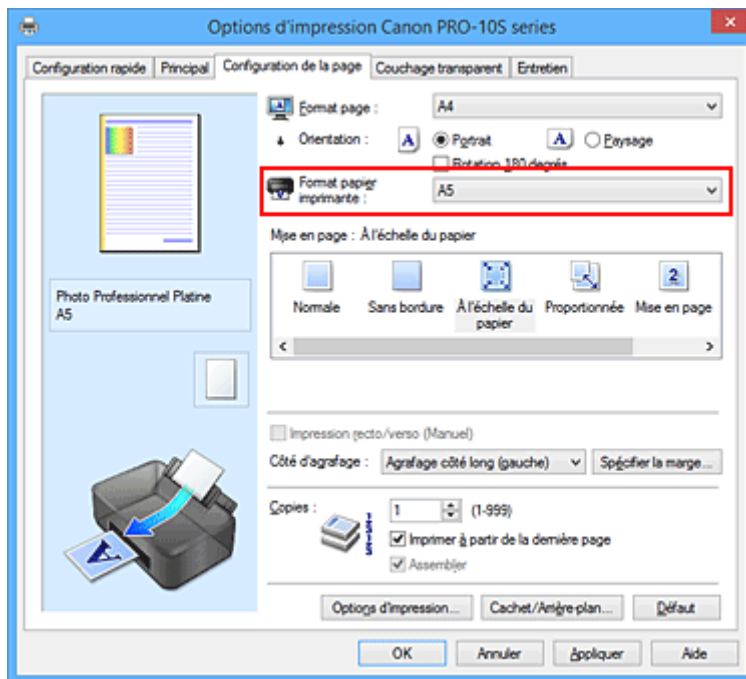 Options d'impression Canon PRO-10S series
Configuration rapide Principal Configuration de la page Couchage transparent Entretien
Format page : A4
Orientation : A Portrait A Paysage
Rotation 180 degrés
Format papier imprimante : A5
Mise en page : À l'échelle du papier
Normale Sans bordure À l'échelle du papier Proportionnée Mise en page
2
Photo Professionnel Platine
A5
Impression recto/verso (Manuel)
Côté d'agrafage : Agrafage côté long (gauche) Spécifier la marge...
Copies : 1 (1-999)
Imprimer à partir de la dernière page
Assembler
A
Options d'impression... Cachet/Arrière-plan... Défaut
OK Annuler Appliquer Aide